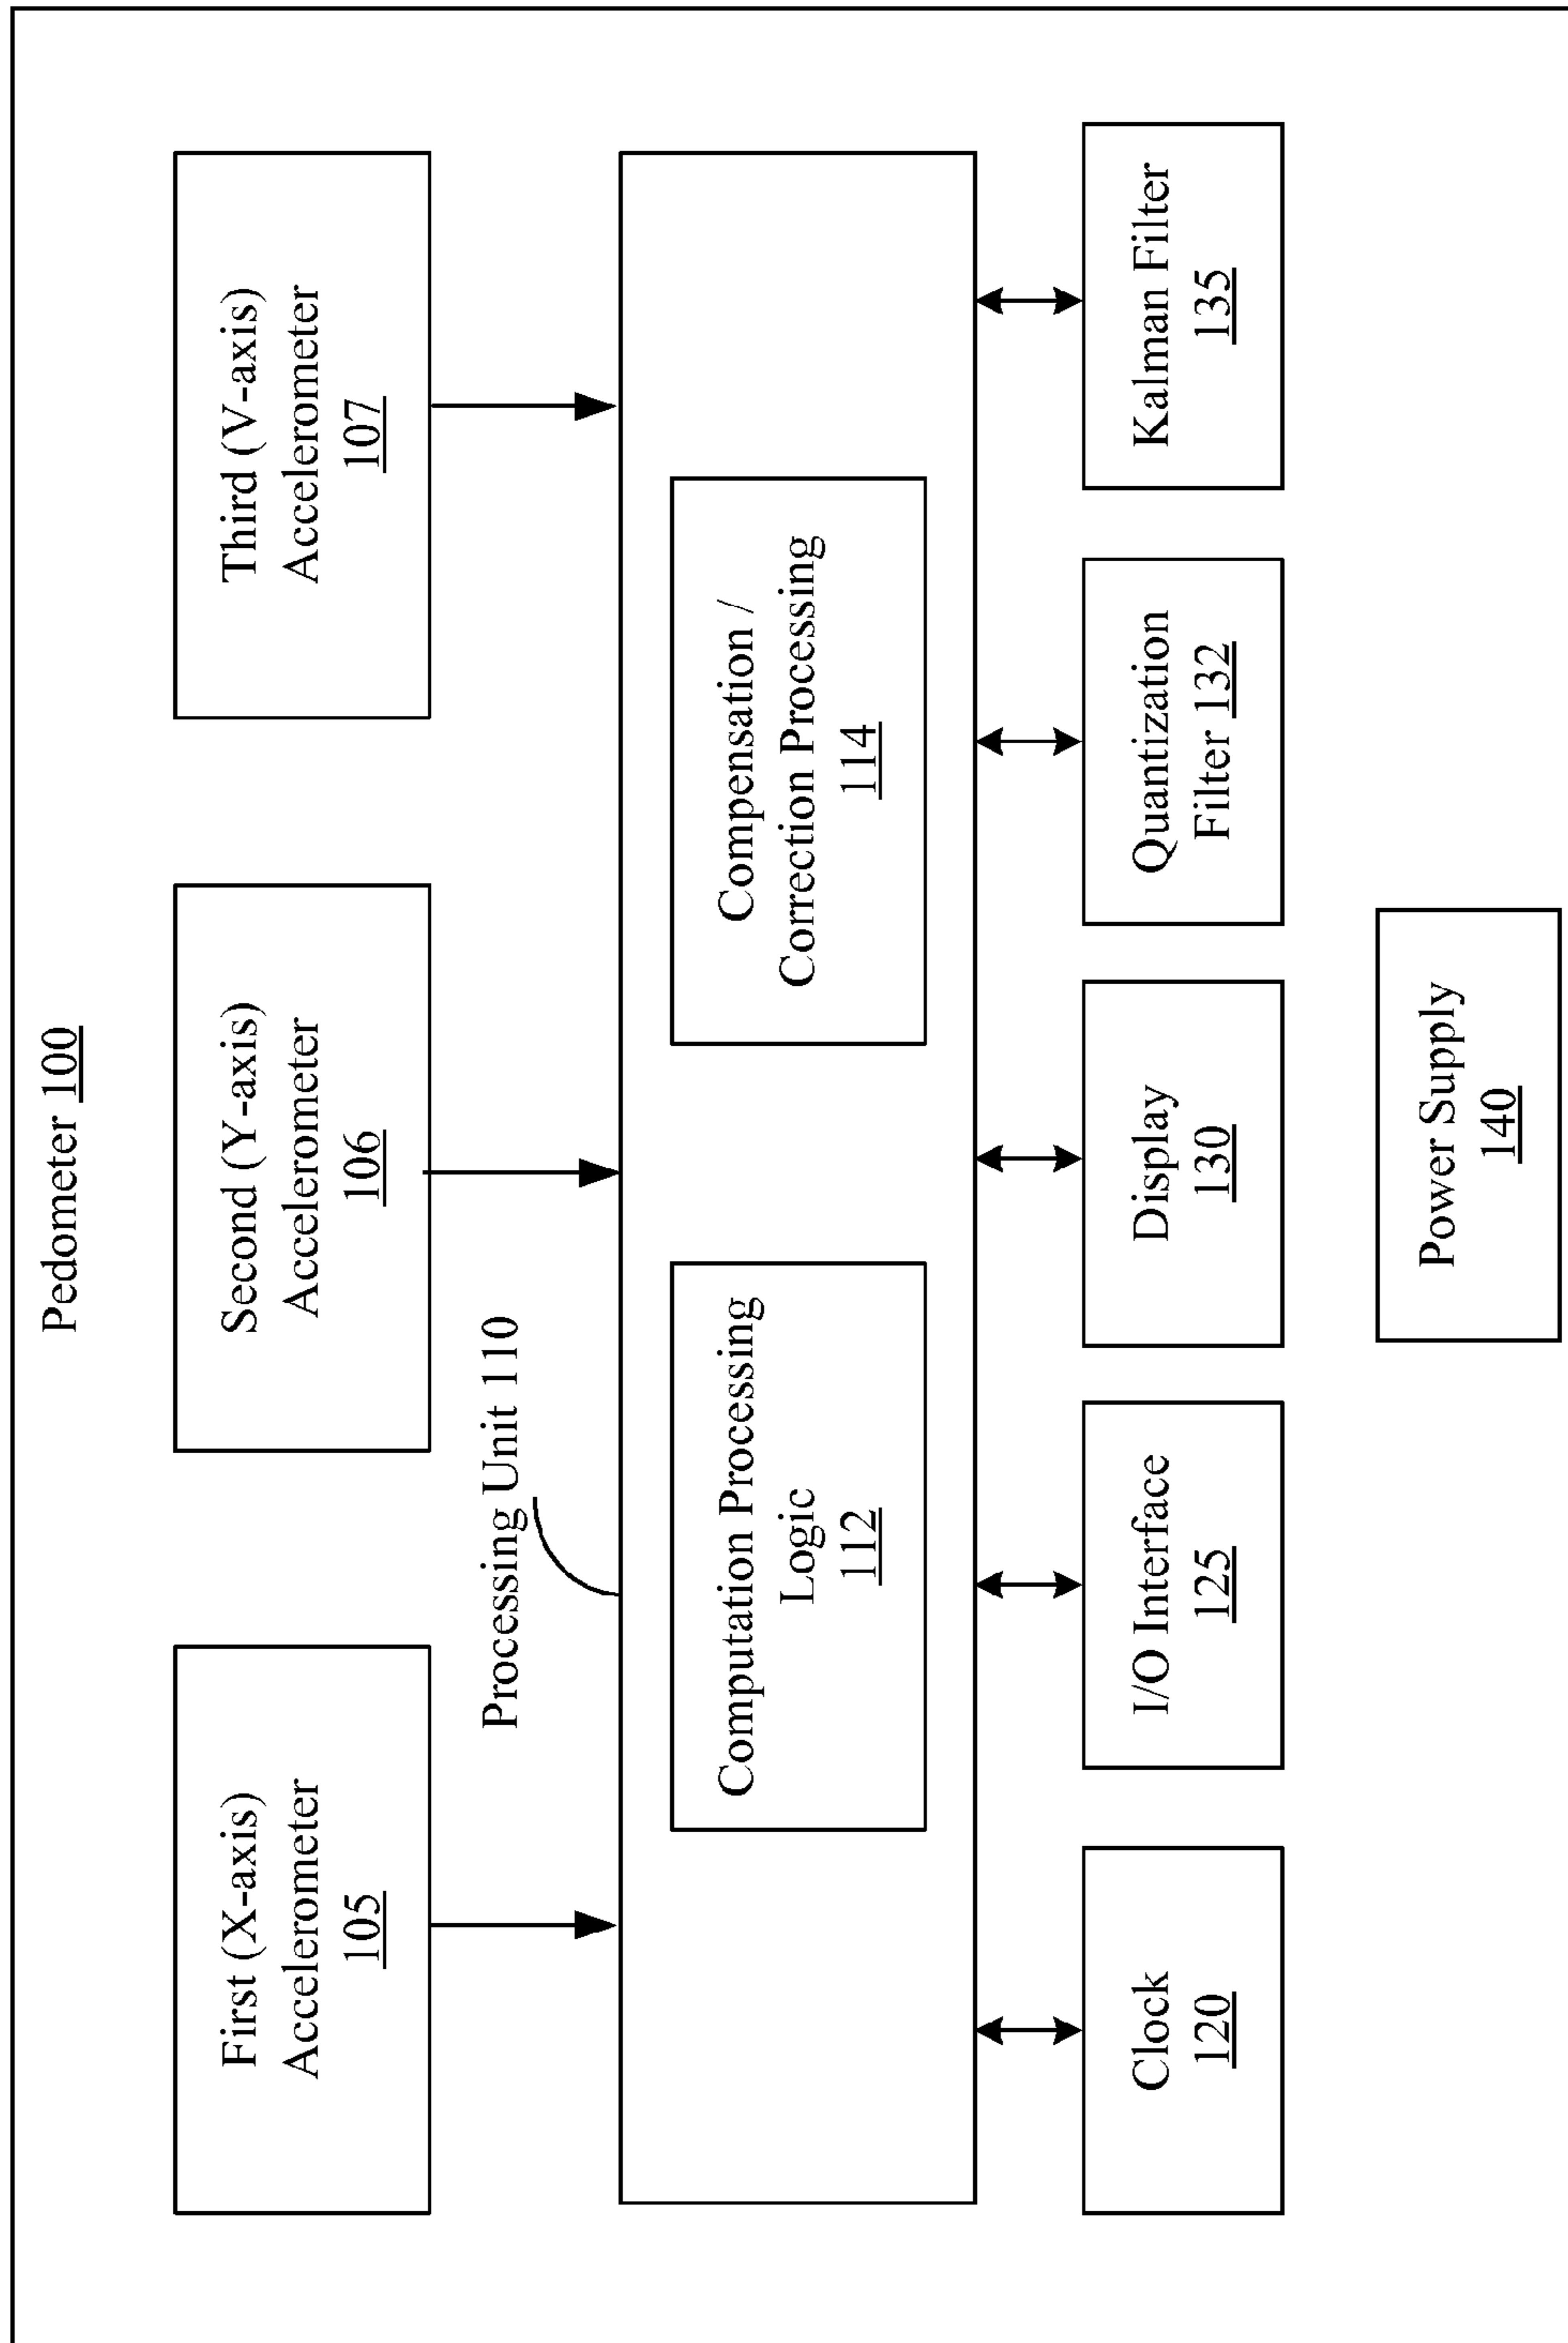 Pedometer 100
First (X-axis)
Accelerometer
105
Second (Y-axis)
Accelerometer
106
Third (V-axis)
Accelerometer
107
Processing Unit 110
Computation Processing
Logic
112
Compensation /
Correction Processing
114
Clock
120
I/O Interface
125
Display
130
Quantization
Filter 132
Kalman Filter
135
Power Supply
140